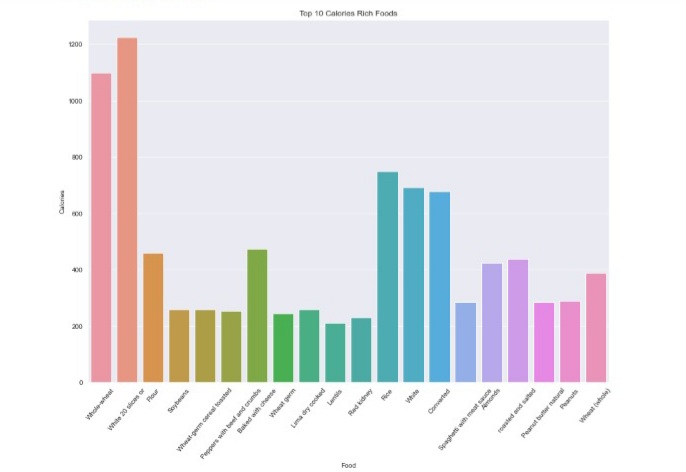 Top 10 Calories Rich Foods
1200
1000
800
600
400
200
0
Calories
Whole-wheat
White 20 slices or
Flour
Soybeans
Wheat-germ cereal toasted
Peppers with beef and crumbs
Baked with cheese
Wheat germ
Lima dry cooked
Lentils
Red kidney
Rice
White
Converted
Spaghetti with meat sauce
Almonds
roasted and salted
Peanut butter natural
Peanuts
Wheat (whole)
Food